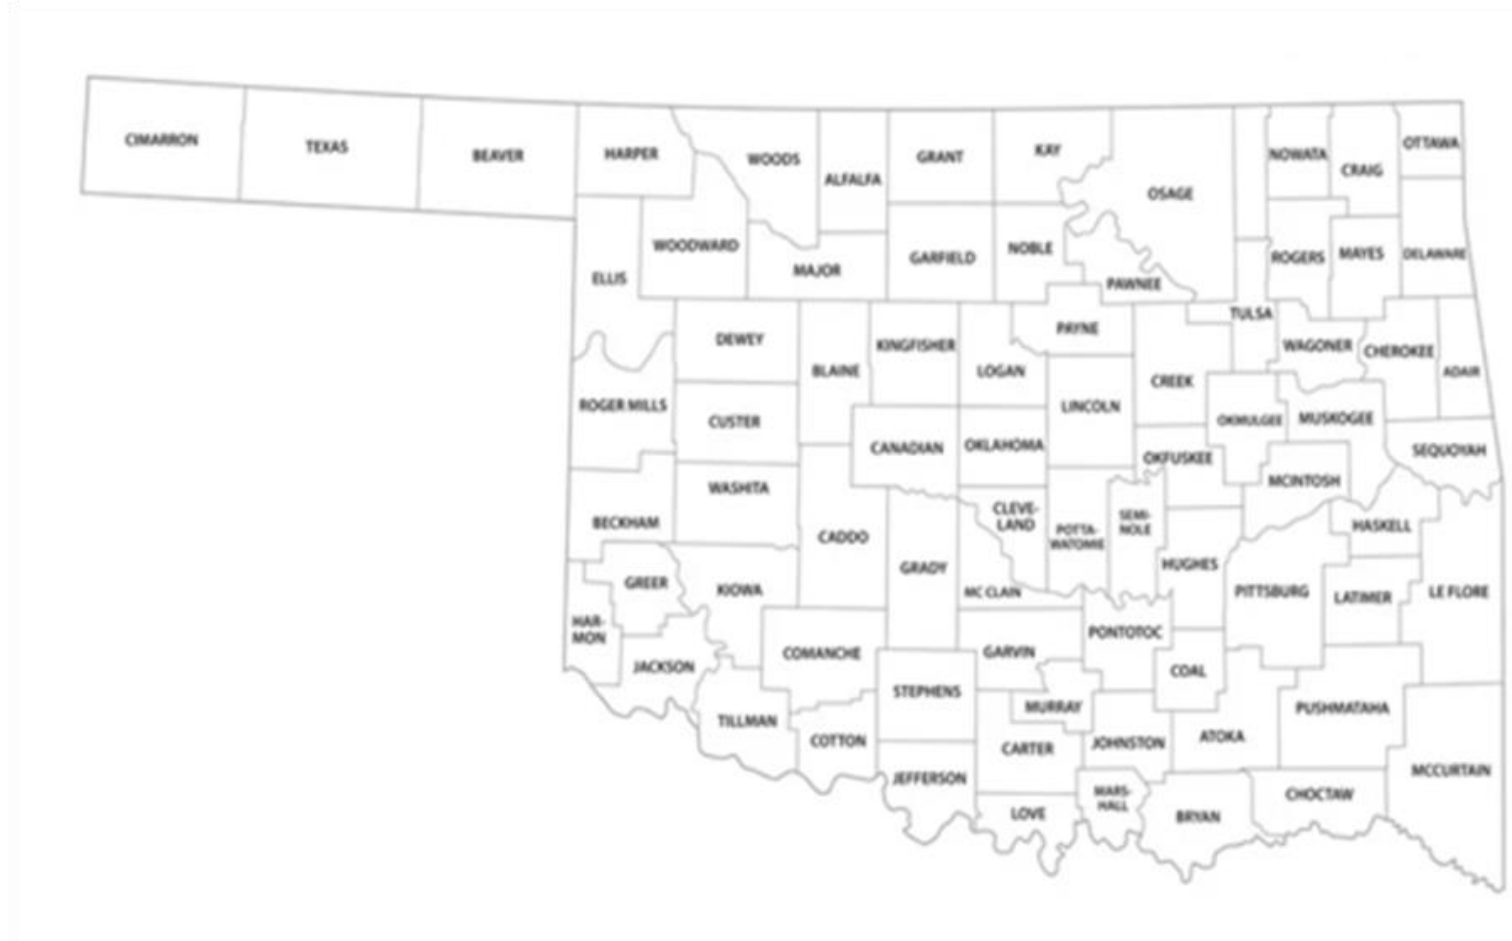 CIMARRON
TEXAS
BEAVER
HARPER
WOODS
ALFALFA
GRANT
KAY
OSAGE
NOWATA
CRAIG
OTTAWA
WOODWARD
ELLIS
MAJOR
GARFIELD
NOBLE
PAWNEE
ROGERS
MAYES
DELAWARE
DEWEY
BLAINE
KINGFISHER
LOGAN
PAYNE
TULSA
WAGONER
CHEROKEE
ADAIR
ROGER MILLS
CUSTER
CANADIAN
OKLAHOMA
LINCOLN
CREEK
OKMULGEE
MUSKOGEE
SEQUOYAH
OKFUSKEE
MCINTOSH
BECKHAM
WASHITA
CADDO
GRADY
CLEVE-
LAND
POTTA-
WATOMIE
SEMI-
NOLE
HUGHES
HASKELL
PITTSBURG
LATIMER
LE FLORE
GREER
KIOWA
MC CLAIN
HAR-
MON
JACKSON
COMANCHE
GARVIN
PONTOTOC
COAL
STEPHENS
MURRAY
PUSHMATAHA
TILLMAN
COTTON
CARTER
JOHNSTON
ATOKA
MCCURTAIN
JEFFERSON
LOVE
MARS-
HALL
BRYAN
CHOCTAW